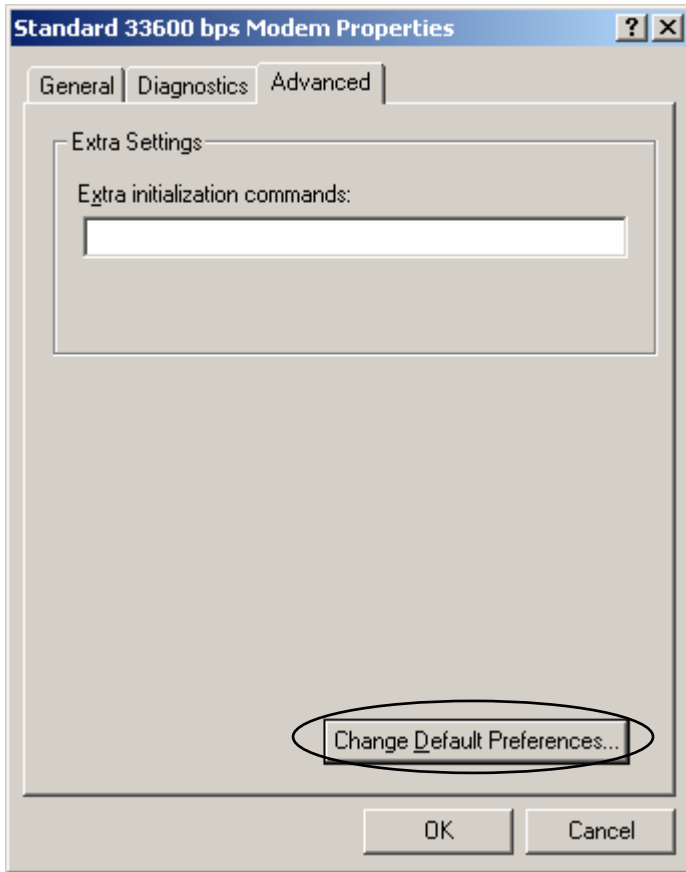 Standard 33600 bps Modem Properties
General Diagnostics Advanced
Extra Settings
Extra initialization commands:
Change Default Preferences...
OK Cancel